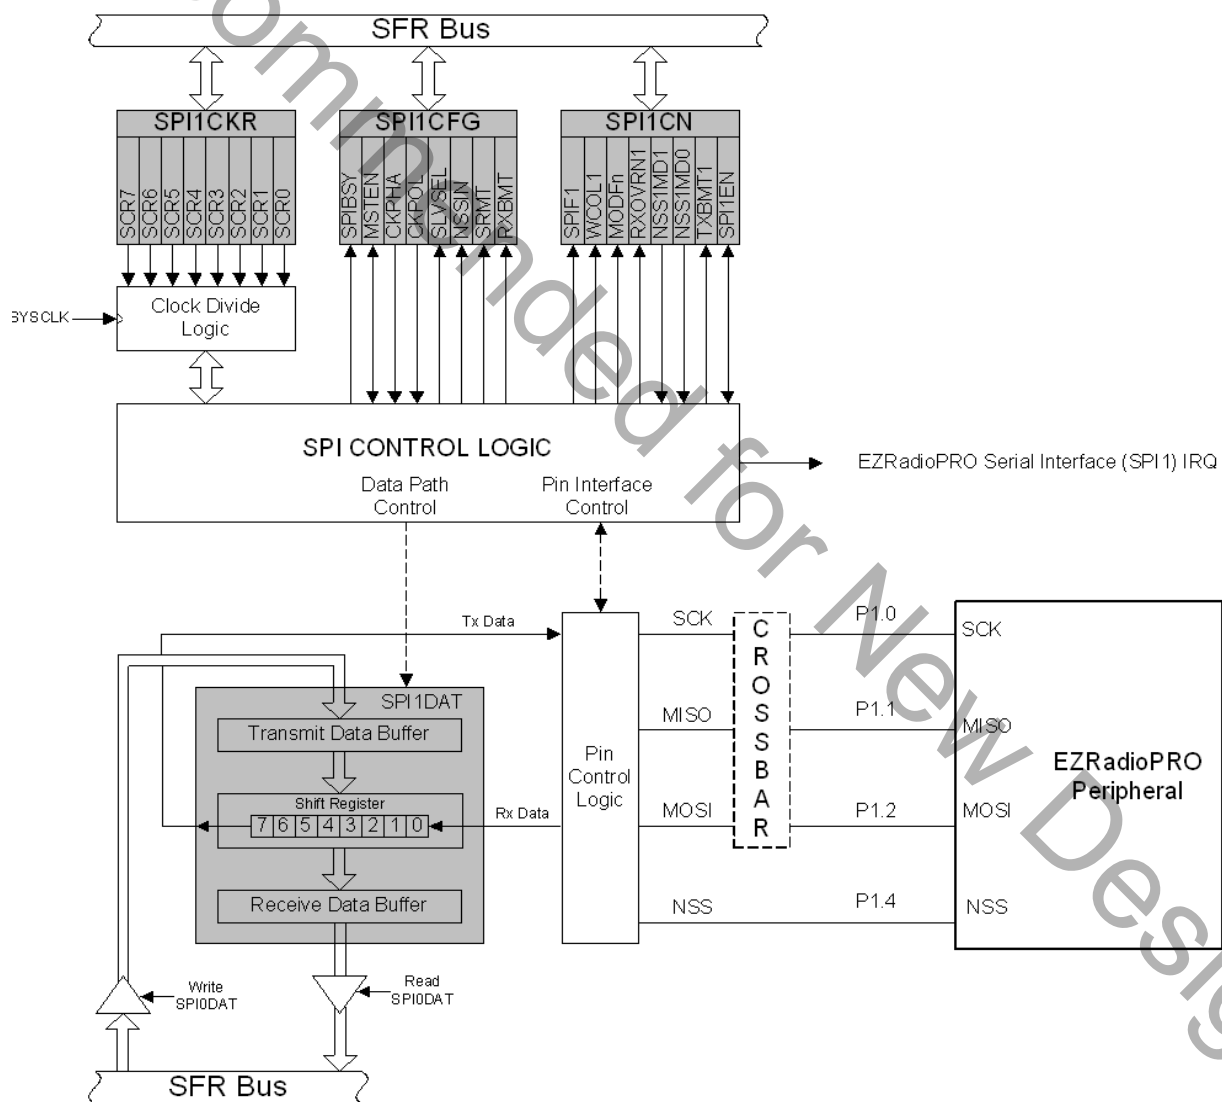 SFR Bus
SPI1CKR
SPI1CFG
SPI1CN
SCR7
SCR6
SCR5
SCR4
SCR3
SCR2
SCR1
SCR0
SPIBSY
MSTEN
CKPHA
CKPOL
SLVSEL
NSSIN
SRMT
RXBMT
SPIF1
WCOL1
MODFn
RXOVRN1
NSS1MD1
NSS1MD0
TXBMT1
SPI1EN
SYSCLK
Clock Divide
Logic
SPI CONTROL LOGIC
Data Path
Control
Pin Interface
Control
EZRadioPRO Serial Interface (SPI1) IRQ
Tx Data
SPI1DAT
Transmit Data Buffer
Shift Register
7 6 5 4 3 2 1 0
Rx Data
Receive Data Buffer
Pin
Control
Logic
SCK
MISO
MOSI
NSS
CROSSBAR
P1.0
P1.1
P1.2
P1.4
SCK
MISO
MOSI
NSS
EZRadioPRO
Peripheral
Write
SPI0DAT
Read
SPI0DAT
SFR Bus
ommended for New Desig